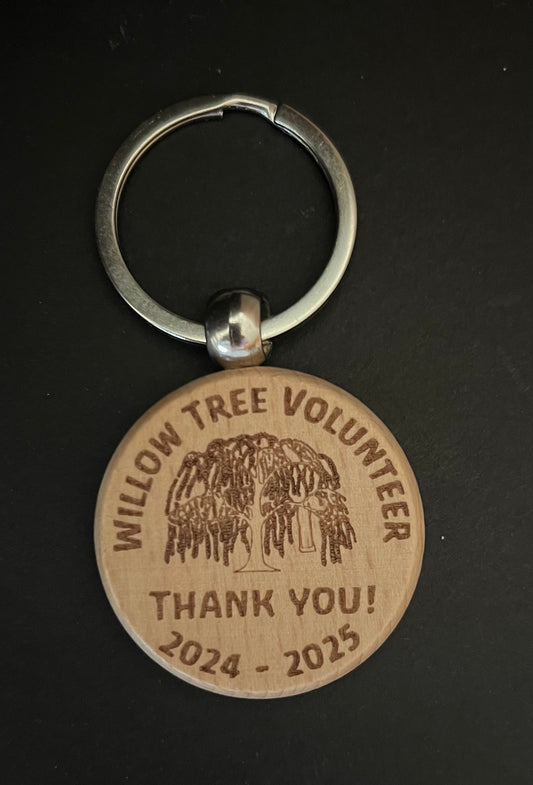 WILLOW TREE VOLUNTEER
THANK YOU!
2024 - 2025